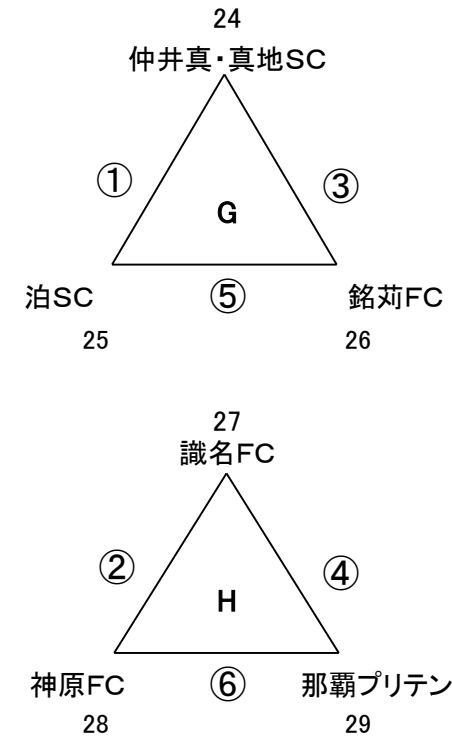 24
仲井真・真地SC
① ③
G
泊SC ⑤ 銘苅FC
25 26
27
識名FC
② ④
H
神原FC ⑥ 那覇プリテン
28 29